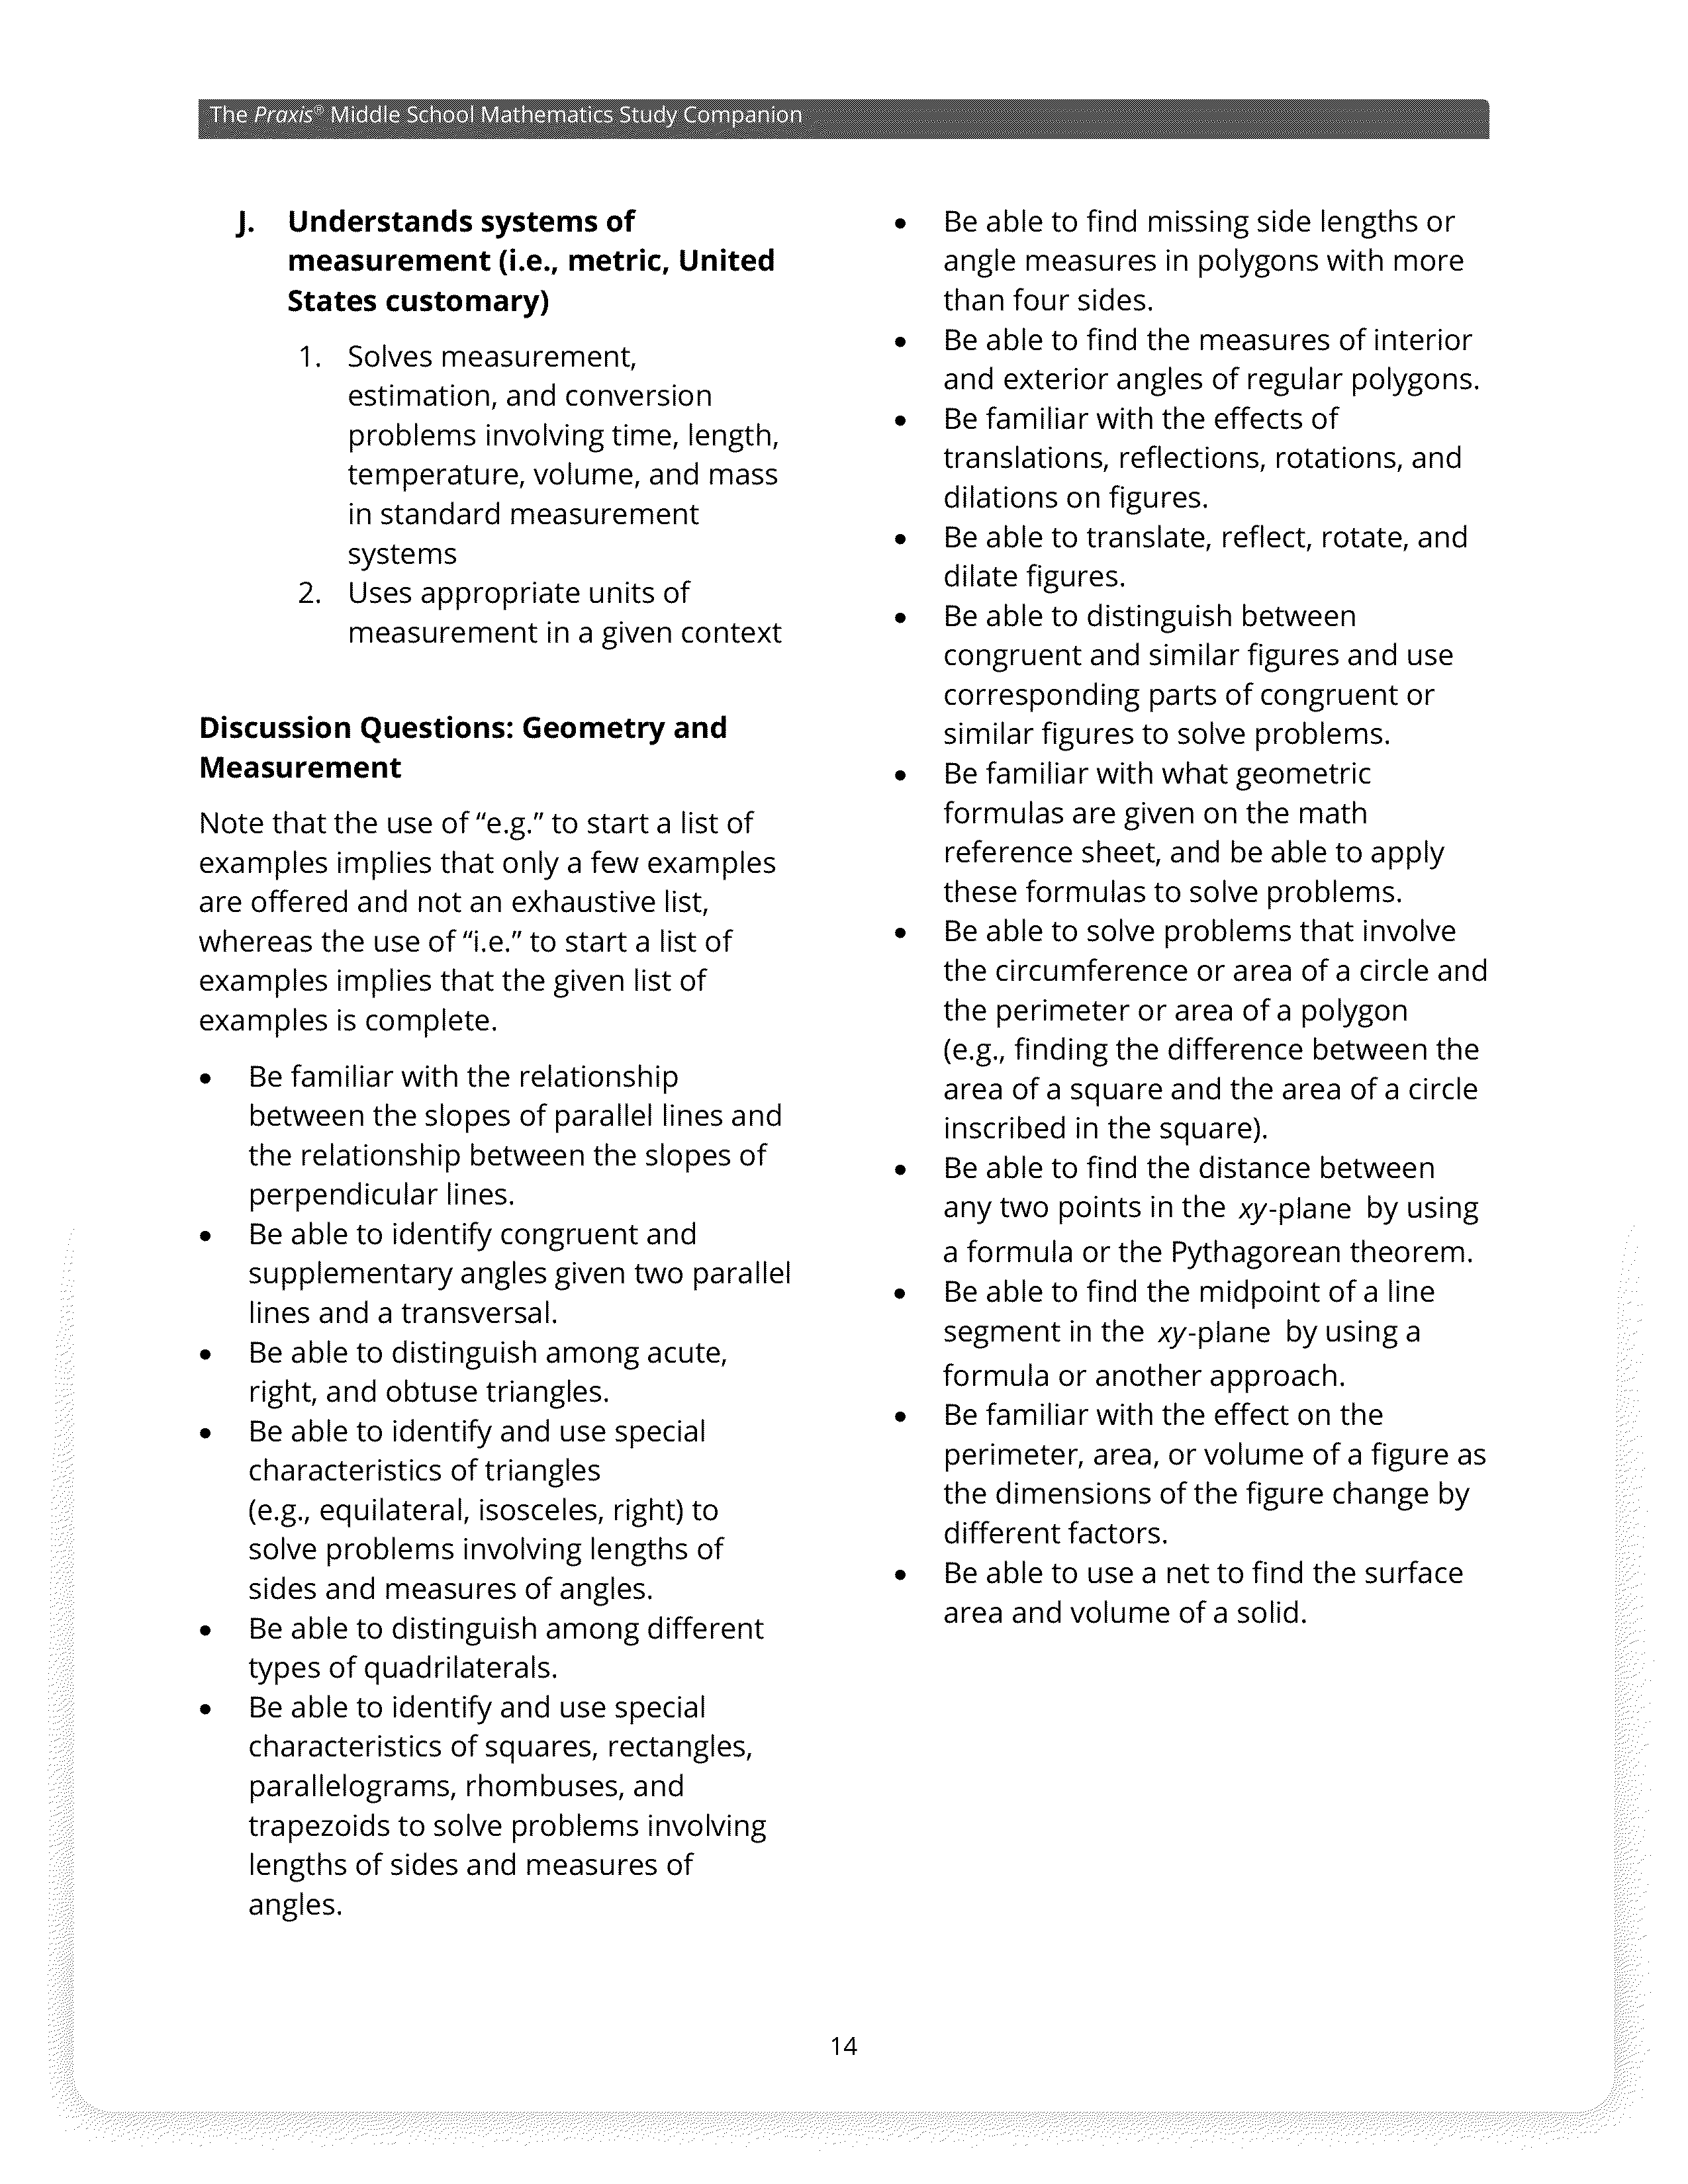 The Praxis® Middle School Mathematics Study Companion
J. Understands systems of
measurement (i.e., metric, United
States customary)
1. Solves measurement,
estimation, and conversion
problems involving time, length,
temperature, volume, and mass
in standard measurement
systems
2. Uses appropriate units of
measurement in a given context
Discussion Questions: Geometry and
Measurement
Note that the use of “e.g.” to start a list of
examples implies that only a few examples
are offered and not an exhaustive list,
whereas the use of “i.e.” to start a list of
examples implies that the given list of
examples is complete.
• Be familiar with the relationship
between the slopes of parallel lines and
the relationship between the slopes of
perpendicular lines.
• Be able to identify congruent and
supplementary angles given two parallel
lines and a transversal.
• Be able to distinguish among acute,
right, and obtuse triangles.
• Be able to identify and use special
characteristics of triangles
(e.g., equilateral, isosceles, right) to
solve problems involving lengths of
sides and measures of angles.
• Be able to distinguish among different
types of quadrilaterals.
• Be able to identify and use special
characteristics of squares, rectangles,
parallelograms, rhombuses, and
trapezoids to solve problems involving
lengths of sides and measures of
angles.
• Be able to find missing side lengths or
angle measures in polygons with more
than four sides.
• Be able to find the measures of interior
and exterior angles of regular polygons.
• Be familiar with the effects of
translations, reflections, rotations, and
dilations on figures.
• Be able to translate, reflect, rotate, and
dilate figures.
• Be able to distinguish between
congruent and similar figures and use
corresponding parts of congruent or
similar figures to solve problems.
• Be familiar with what geometric
formulas are given on the math
reference sheet, and be able to apply
these formulas to solve problems.
• Be able to solve problems that involve
the circumference or area of a circle and
the perimeter or area of a polygon
(e.g., finding the difference between the
area of a square and the area of a circle
inscribed in the square).
• Be able to find the distance between
any two points in the xy-plane by using
a formula or the Pythagorean theorem.
• Be able to find the midpoint of a line
segment in the xy-plane by using a
formula or another approach.
• Be familiar with the effect on the
perimeter, area, or volume of a figure as
the dimensions of the figure change by
different factors.
• Be able to use a net to find the surface
area and volume of a solid.
14